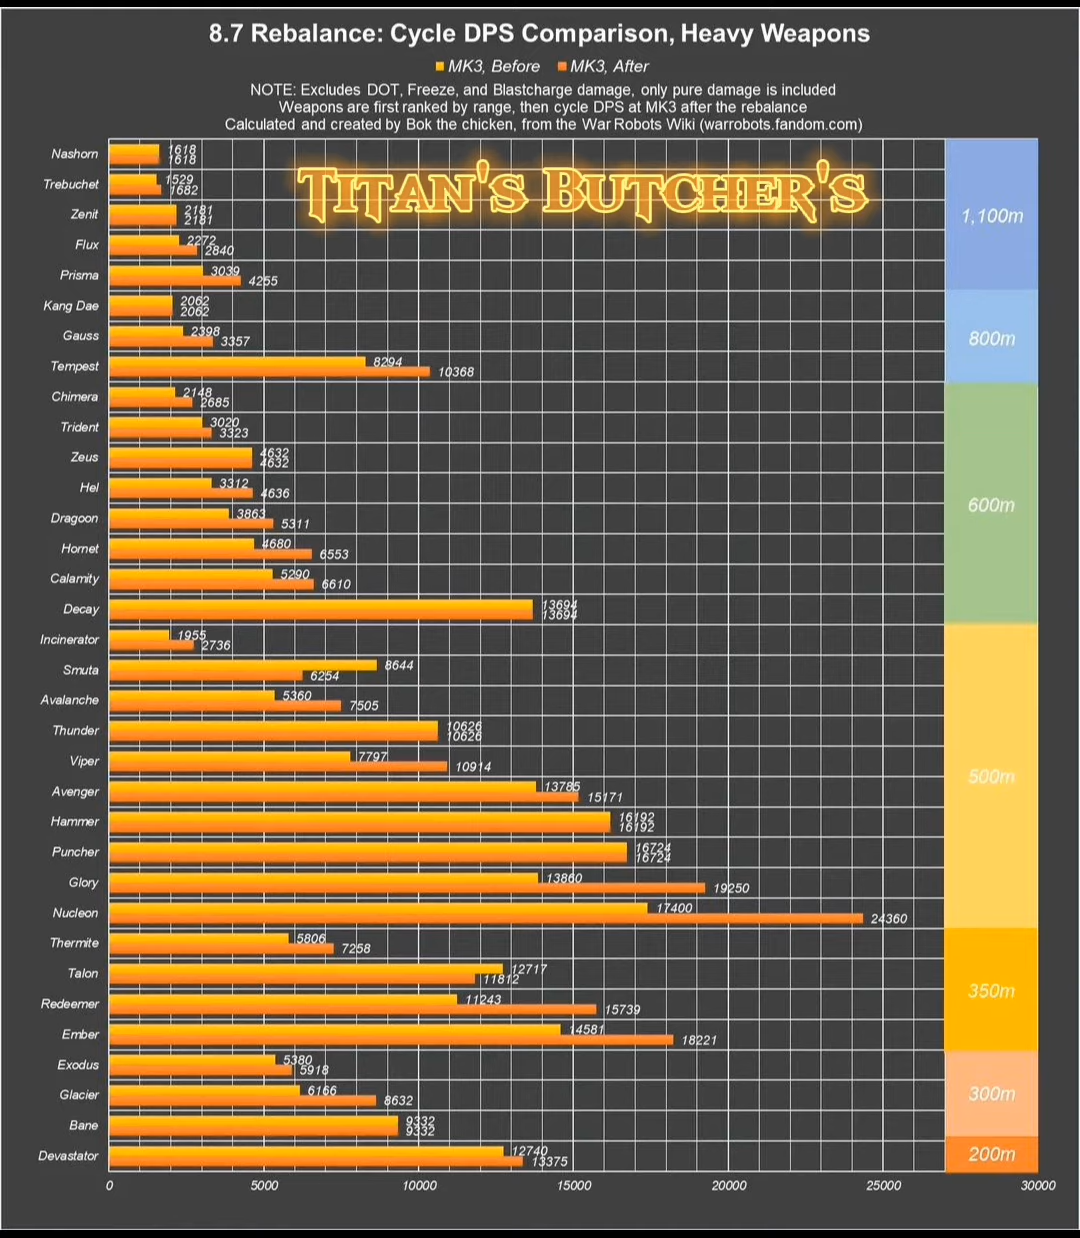 8.7 Rebalance: Cycle DPS Comparison, Heavy Weapons
MK3, Before MK3, After
NOTE: Excludes DOT, Freeze, and Blastcharge damage, only pure damage is included
Weapons are first ranked by range, then cycle DPS at MK3 after the rebalance
Calculated and created by Bok the chicken, from the War Robots Wiki (warrobots.fandom.com)
TITAN'S BUTCHER'S
Nashorn 1618
1618
Trebuchet 1529
1682
Zenit 2181
2181
1,100m
Flux 2272
2840
Prisma 3039
4255
Kang Dae 2062
2062
Gauss 2398
3357
800m
Tempest 8294
10368
Chimera 2148
2685
Trident 3020
3323
Zeus 4632
4632
Hel 3312
4636
600m
Dragoon 3863
5311
Hornet 4680
6553
Calamity 5290
6610
Decay 13694
13694
Incinerator 1955
2736
Smuta 8644
6254
Avalanche 5360
7505
Thunder 10626
10626
Viper 7797
10914
500m
Avenger 13785
15171
Hammer 16192
16192
Puncher 16724
16724
Glory 13860
19250
Nucleon 17400
24360
Thermite 5806
7258
Talon 12717
11812
350m
Redeemer 11243
15739
Ember 14581
18221
Exodus 5380
5918
Glacier 6166
8632
300m
Bane 9332
9332
Devastator 12740
13375
200m
0 5000 10000 15000 20000 25000 30000